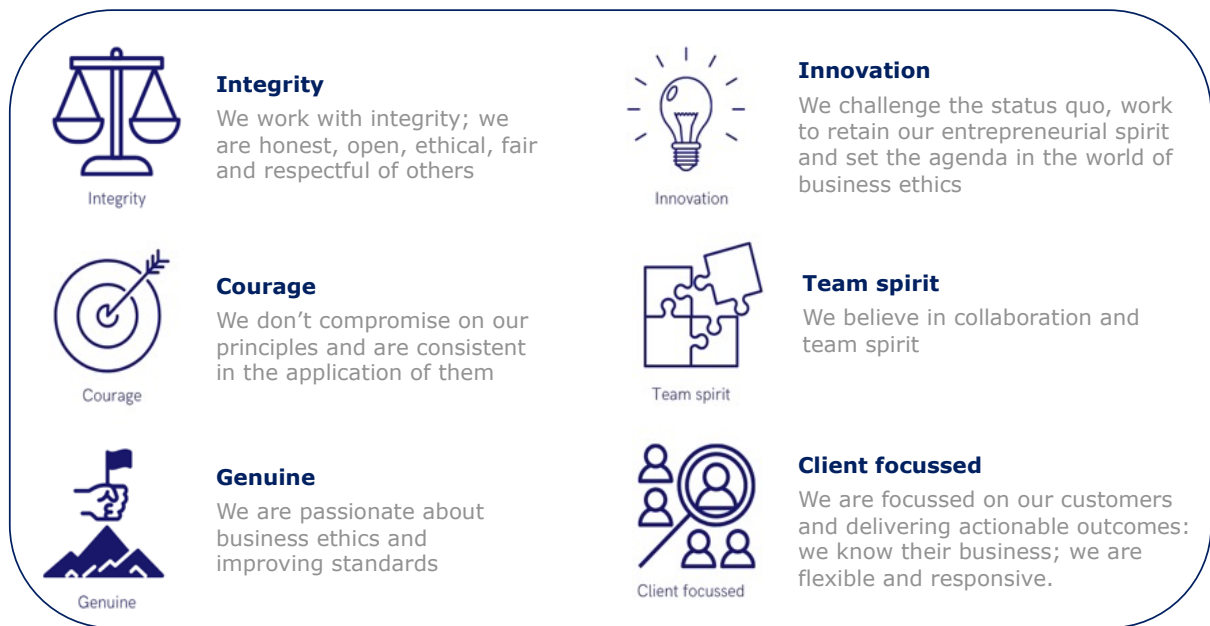 Integrity
We work with integrity; we
are honest, open, ethical, fair
and respectful of others
Integrity
Innovation
We challenge the status quo, work
to retain our entrepreneurial spirit
and set the agenda in the world of
business ethics
Innovation
Courage
We don’t compromise on our
principles and are consistent
in the application of them
Courage
Team spirit
We believe in collaboration and
team spirit
Team spirit
Genuine
We are passionate about
business ethics and
improving standards
Genuine
Client focussed
We are focussed on our customers
and delivering actionable outcomes:
we know their business; we are
flexible and responsive.
Client focussed